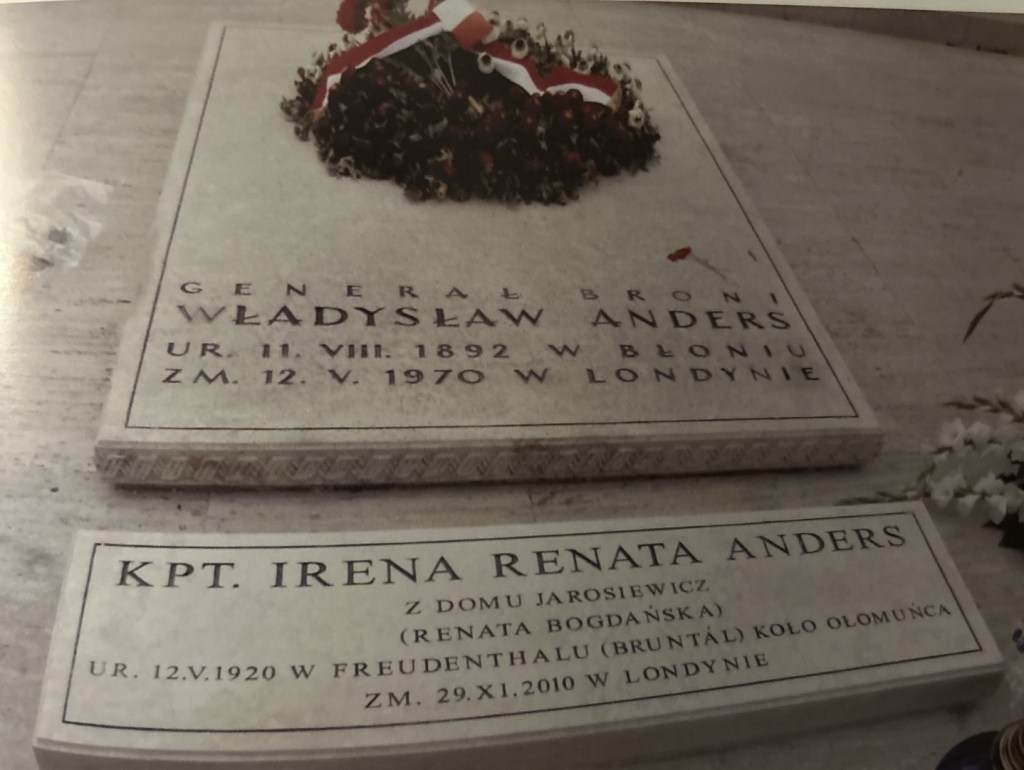 GENERAŁ BRONI
WŁADYSŁAW ANDERS
UR. 11. VIII. 1892 W BŁONIU
ZM. 12. V. 1970 W LONDYNIE
KPT. IRENA RENATA ANDERS
Z DOMU JAROSIEWICZ
(RENATA BOGDAŃSKA)
UR. 12.V.1920 W FREUDENTHALU (BRUNTÁL) KOŁO OŁOMUŃCA
ZM. 29.XI.2010 W LONDYNIE